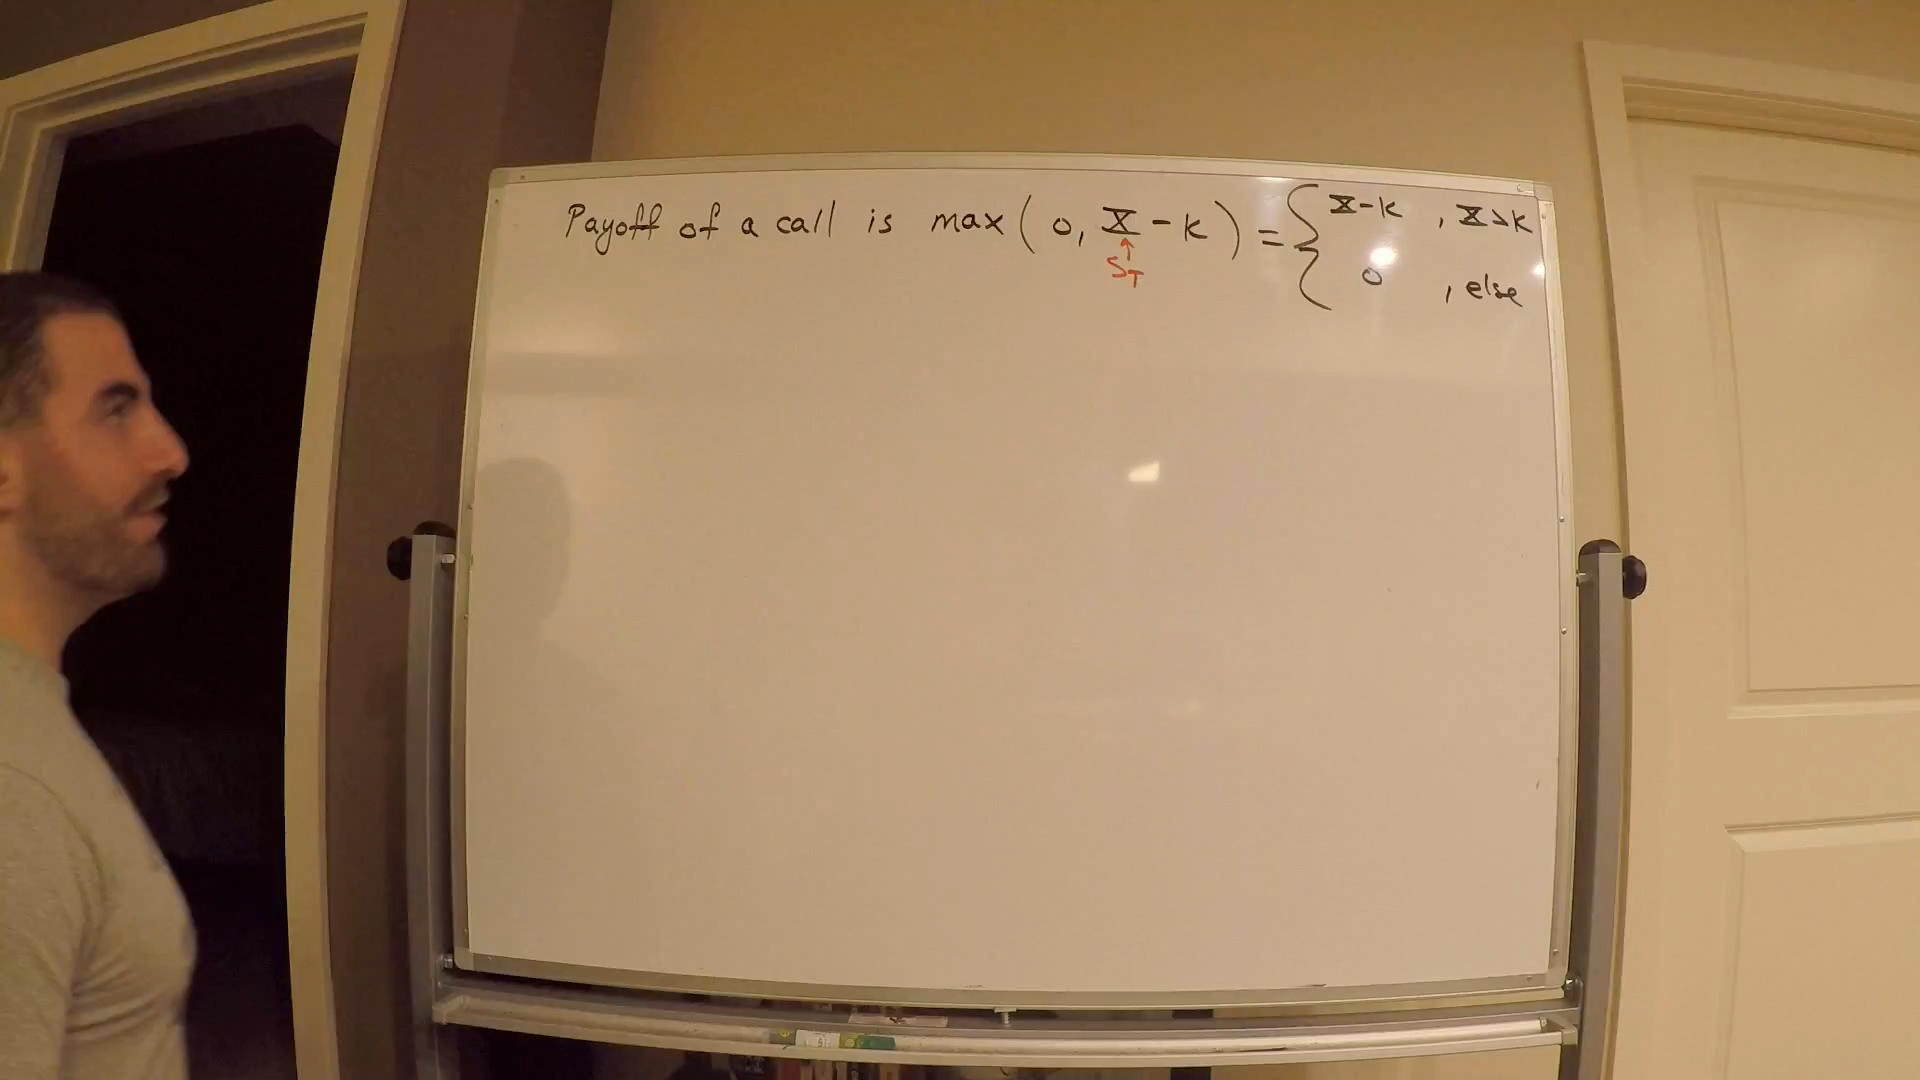 Payoff of a call is max( 0, X - K ) = { X-K , X>K
0 , else
↑
S_T